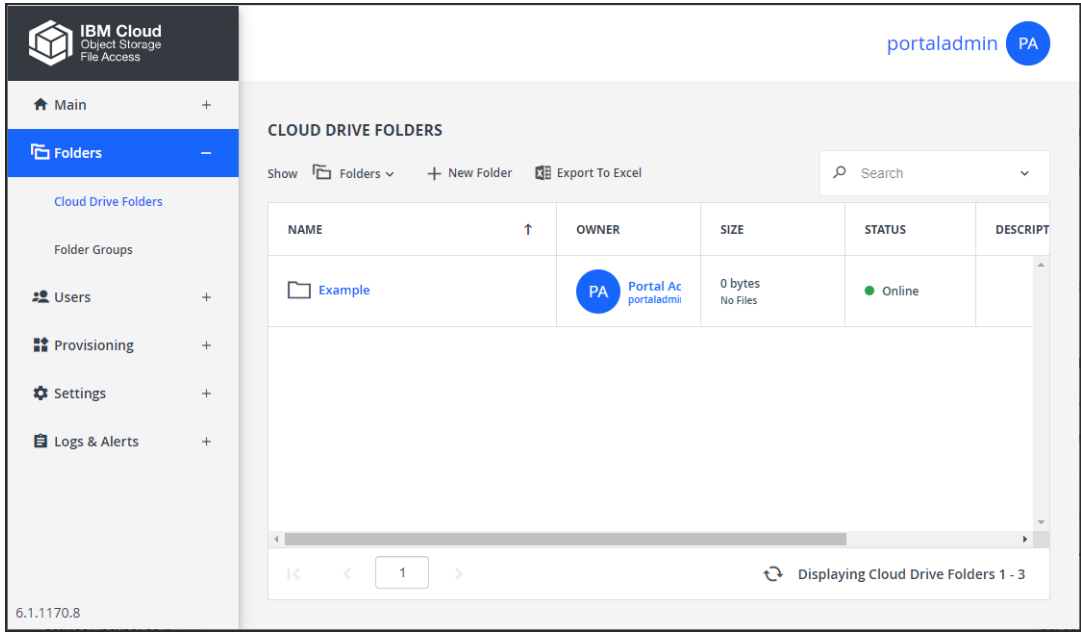 IBM Cloud
Object Storage
File Access
portaladmin PA
Main
Folders
Cloud Drive Folders
Folder Groups
Users
Provisioning
Settings
Logs & Alerts
6.1.1170.8
CLOUD DRIVE FOLDERS
Show Folders New Folder Export To Excel Search
NAME OWNER SIZE STATUS DESCRIPT
Example PA Portal Ac 0 bytes Online
portaladmi No Files
1 Displaying Cloud Drive Folders 1 - 3